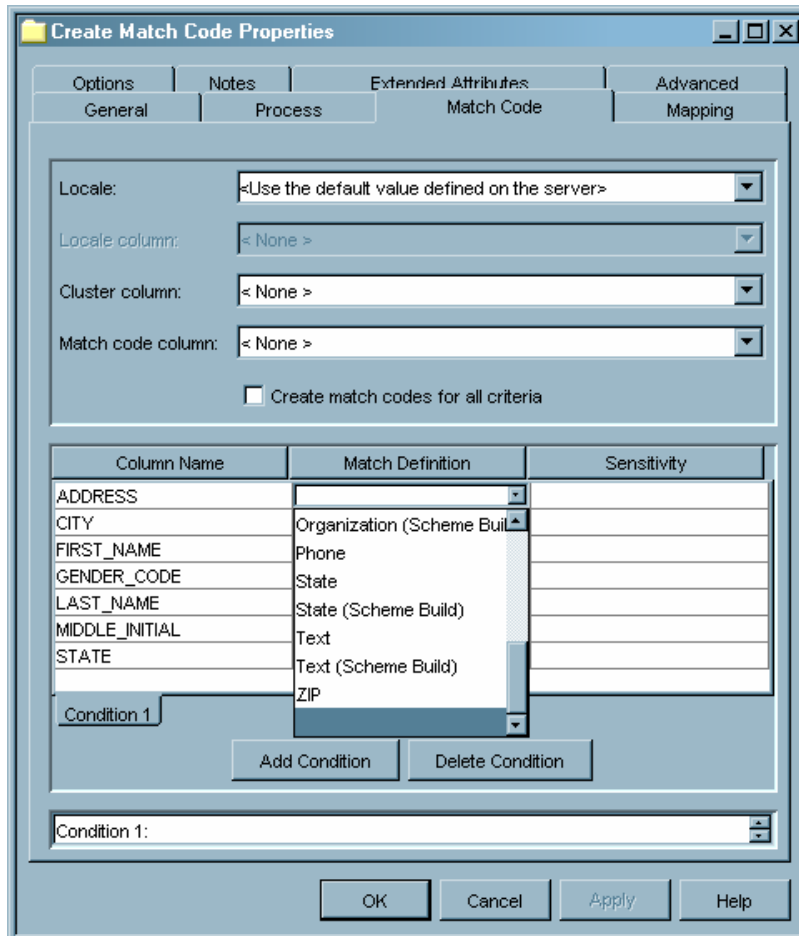 Create Match Code Properties
Options Notes Extended Attributes Advanced
General Process Match Code Mapping
Locale: <Use the default value defined on the server>
Locale column: < None >
Cluster column: < None >
Match code column: < None >
Create match codes for all criteria
Column Name Match Definition Sensitivity
ADDRESS
CITY Organization (Scheme Buil
FIRST_NAME Phone
GENDER_CODE State
LAST_NAME State (Scheme Build)
MIDDLE_INITIAL Text
STATE Text (Scheme Build)
ZIP
Condition 1
Add Condition Delete Condition
Condition 1:
OK Cancel Apply Help